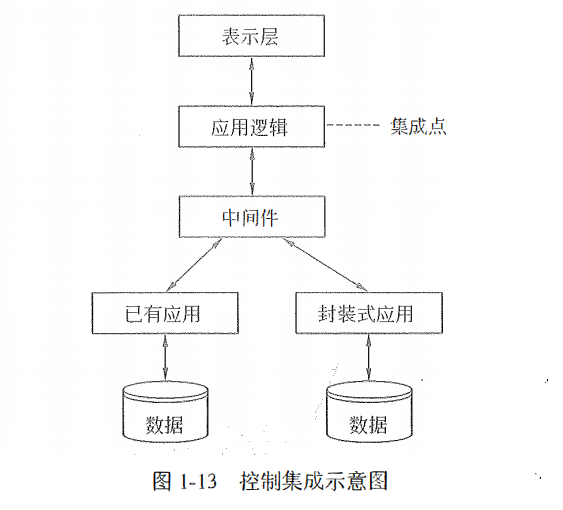 表示层
应用逻辑
集成点
中间件
已有应用
封装式应用
数据
数据
图 1-13 控制集成示意图